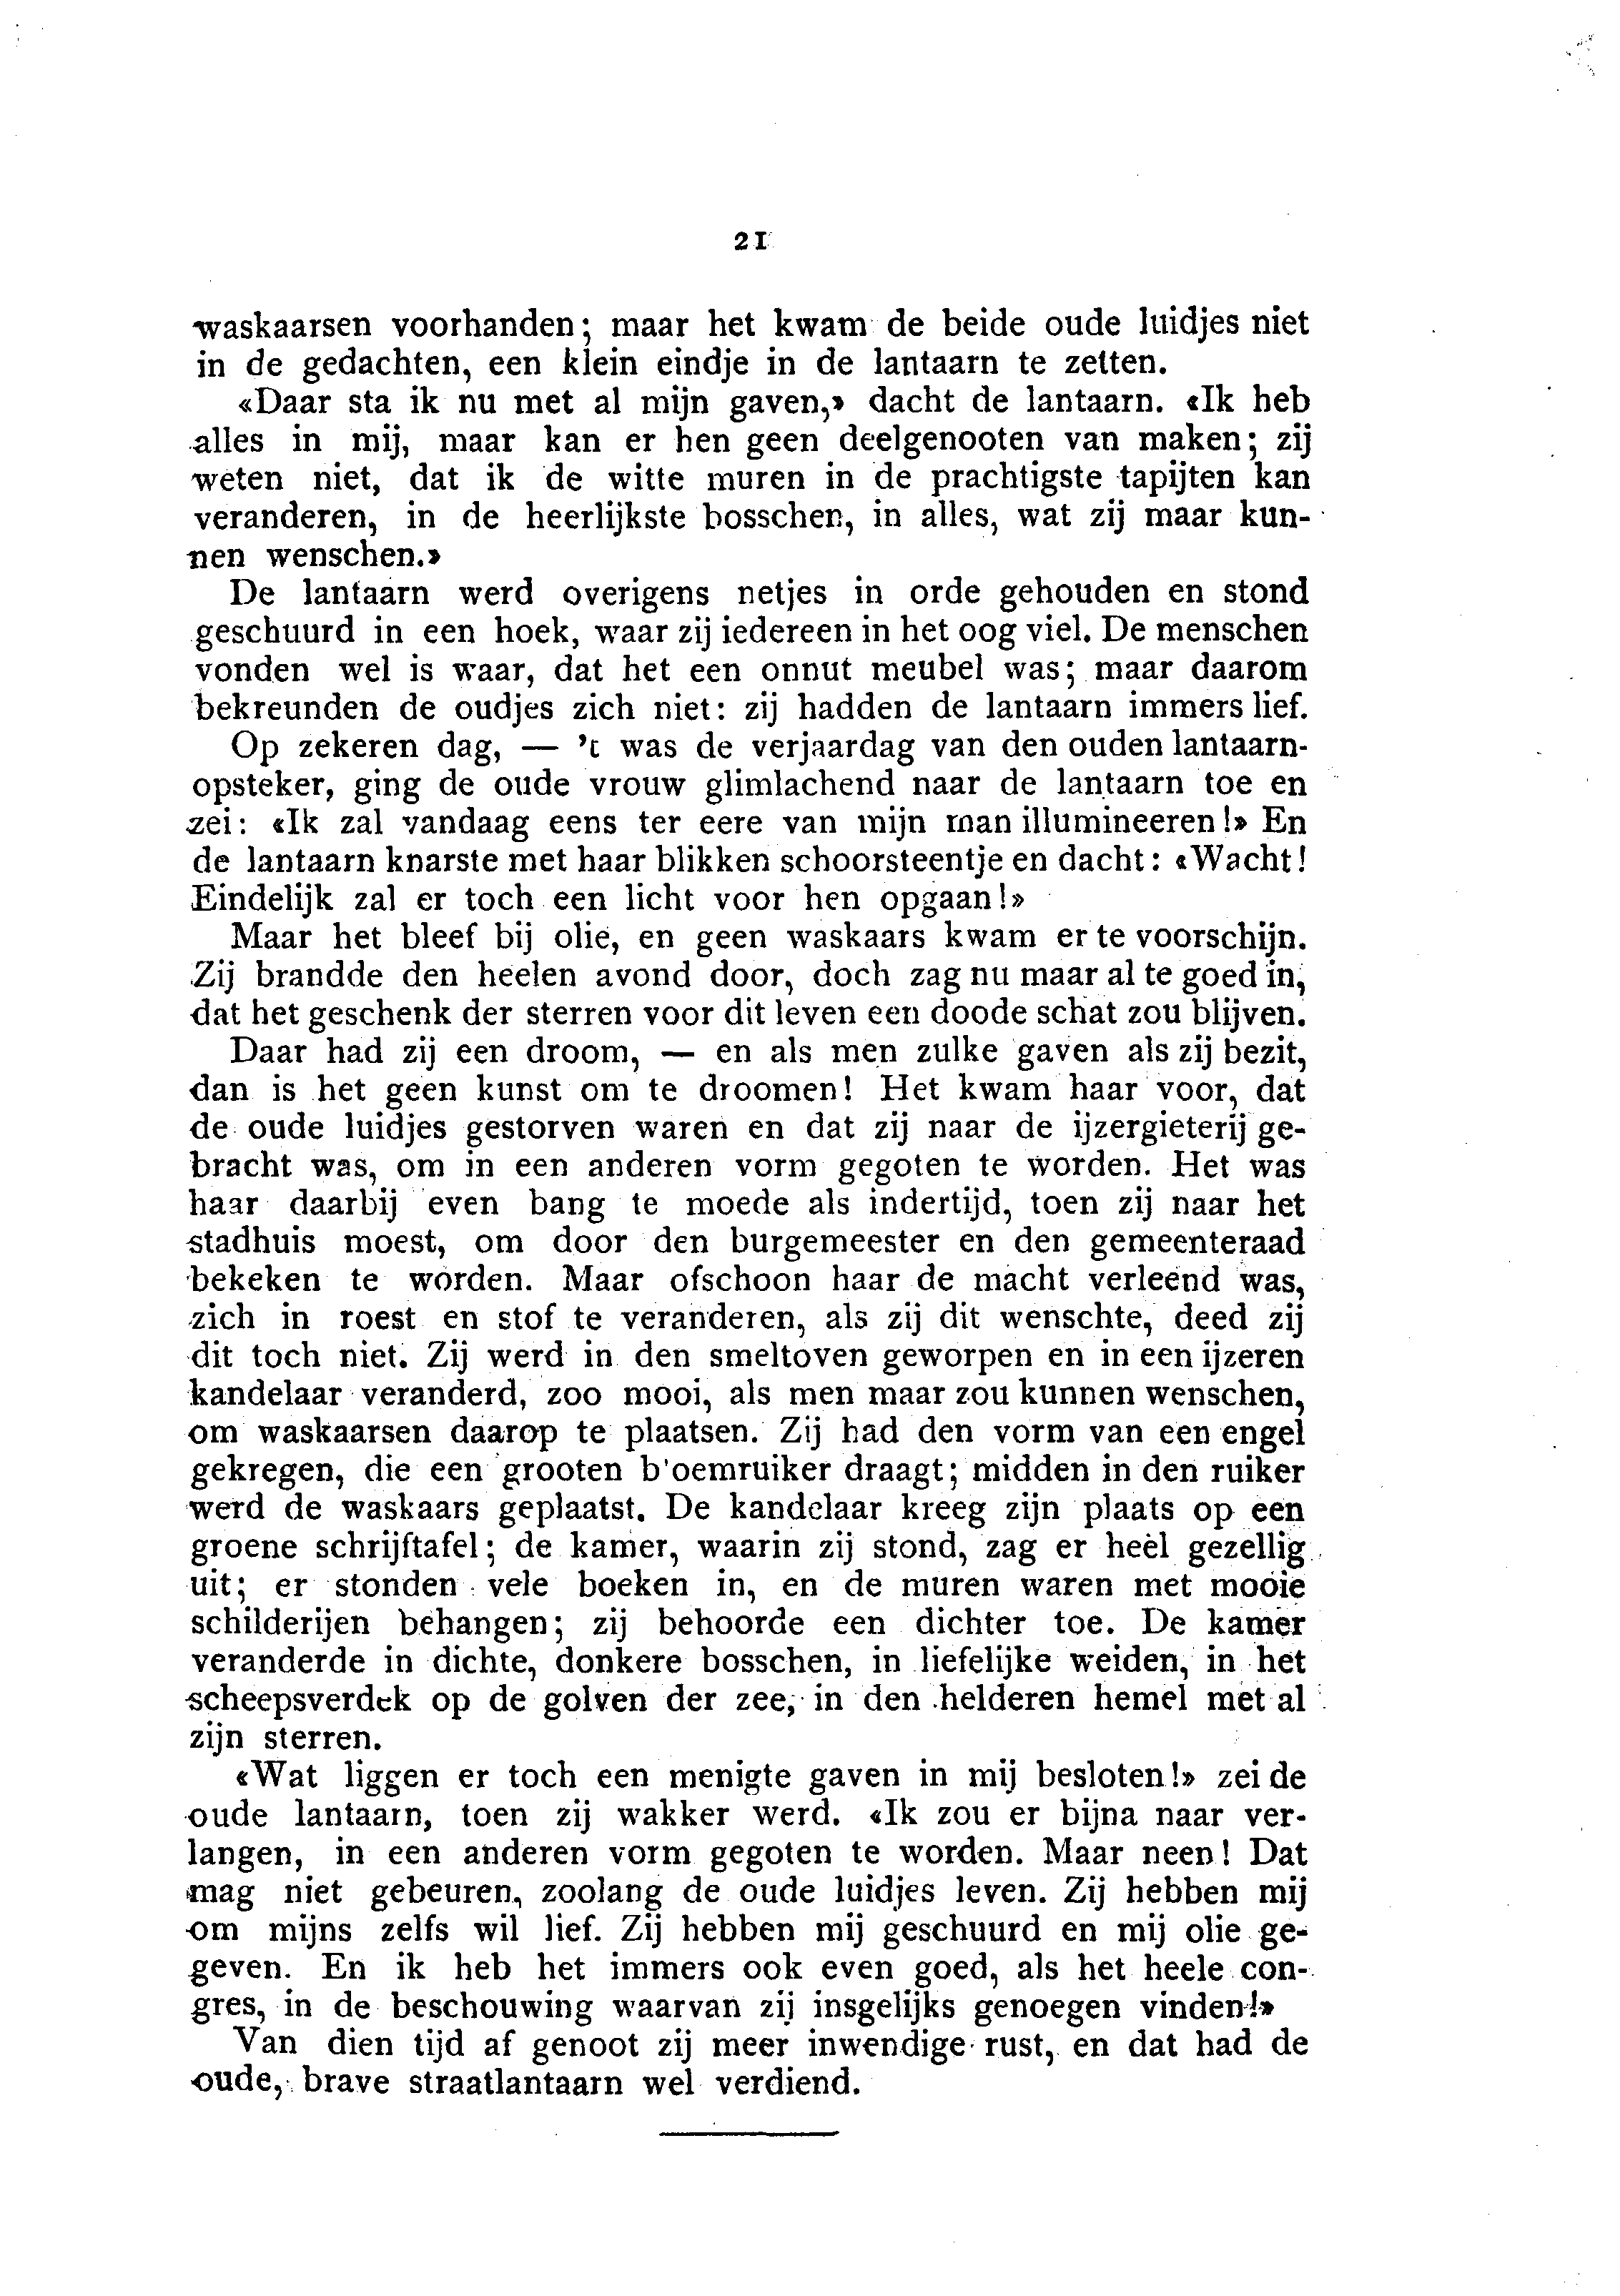 21
waskaarsen voorhanden; maar het kwam de beide oude luidjes niet
in de gedachten, een klein eindje in de lantaarn te zetten.
«Daar sta ik nu met al mijn gaven,» dacht de lantaarn. «Ik heb
alles in mij, maar kan er hen geen deelgenooten van maken; zij
weten niet, dat ik de witte muren in de prachtigste tapijten kan
veranderen, in de heerlijkste bosschen, in alles, wat zij maar kun-
nen wenschen.»
De lantaarn werd overigens netjes in orde gehouden en stond
geschuurd in een hoek, waar zij iedereen in het oog viel. De menschen
vonden wel is waar, dat het een onnut meubel was; maar daarom
bekreunden de oudjes zich niet: zij hadden de lantaarn immers lief.
Op zekeren dag, — 't was de verjaardag van den ouden lantaarn-
opsteker, ging de oude vrouw glimlachend naar de lantaarn toe en
zei: «Ik zal vandaag eens ter eere van mijn man illumineeren!» En
de lantaarn knarste met haar blikken schoorsteentje en dacht: «Wacht!
Eindelijk zal er toch een licht voor hen opgaan!»
Maar het bleef bij olie, en geen waskaars kwam er te voorschijn.
Zij brandde den heelen avond door, doch zag nu maar al te goed in,
dat het geschenk der sterren voor dit leven een doode schat zou blijven.
Daar had zij een droom, — en als men zulke gaven als zij bezit,
dan is het geen kunst om te droomen! Het kwam haar voor, dat
de oude luidjes gestorven waren en dat zij naar de ijzergieterij ge-
bracht was, om in een anderen vorm gegoten te worden. Het was
haar daarbij even bang te moede als indertijd, toen zij naar het
stadhuis moest, om door den burgemeester en den gemeenteraad
bekeken te worden. Maar ofschoon haar de macht verleend was,
zich in roest en stof te veranderen, als zij dit wenschte, deed zij
dit toch niet. Zij werd in den smeltoven geworpen en in een ijzeren
kandelaar veranderd, zoo mooi, als men maar zou kunnen wenschen,
om waskaarsen daarop te plaatsen. Zij had den vorm van een engel
gekregen, die een grooten b'oemruiker draagt; midden in den ruiker
werd de waskaars geplaatst. De kandelaar kreeg zijn plaats op een
groene schrijftafel; de kamer, waarin zij stond, zag er heel gezellig
uit; er stonden vele boeken in, en de muren waren met mooie
schilderijen behangen; zij behoorde een dichter toe. De kamer
veranderde in dichte, donkere bosschen, in liefelijke weiden, in het
scheepsverdek op de golven der zee, in den helderen hemel met al
zijn sterren.
«Wat liggen er toch een menigte gaven in mij besloten!» zei de
oude lantaarn, toen zij wakker werd. «Ik zou er bijna naar ver-
langen, in een anderen vorm gegoten te worden. Maar neen! Dat
mag niet gebeuren, zoolang de oude luidjes leven. Zij hebben mij
om mijns zelfs wil lief. Zij hebben mij geschuurd en mij olie ge-
geven. En ik heb het immers ook even goed, als het heele con-
gres, in de beschouwing waarvan zij insgelijks genoegen vinden!»
Van dien tijd af genoot zij meer inwendige rust, en dat had de
oude, brave straatlantaarn wel verdiend.